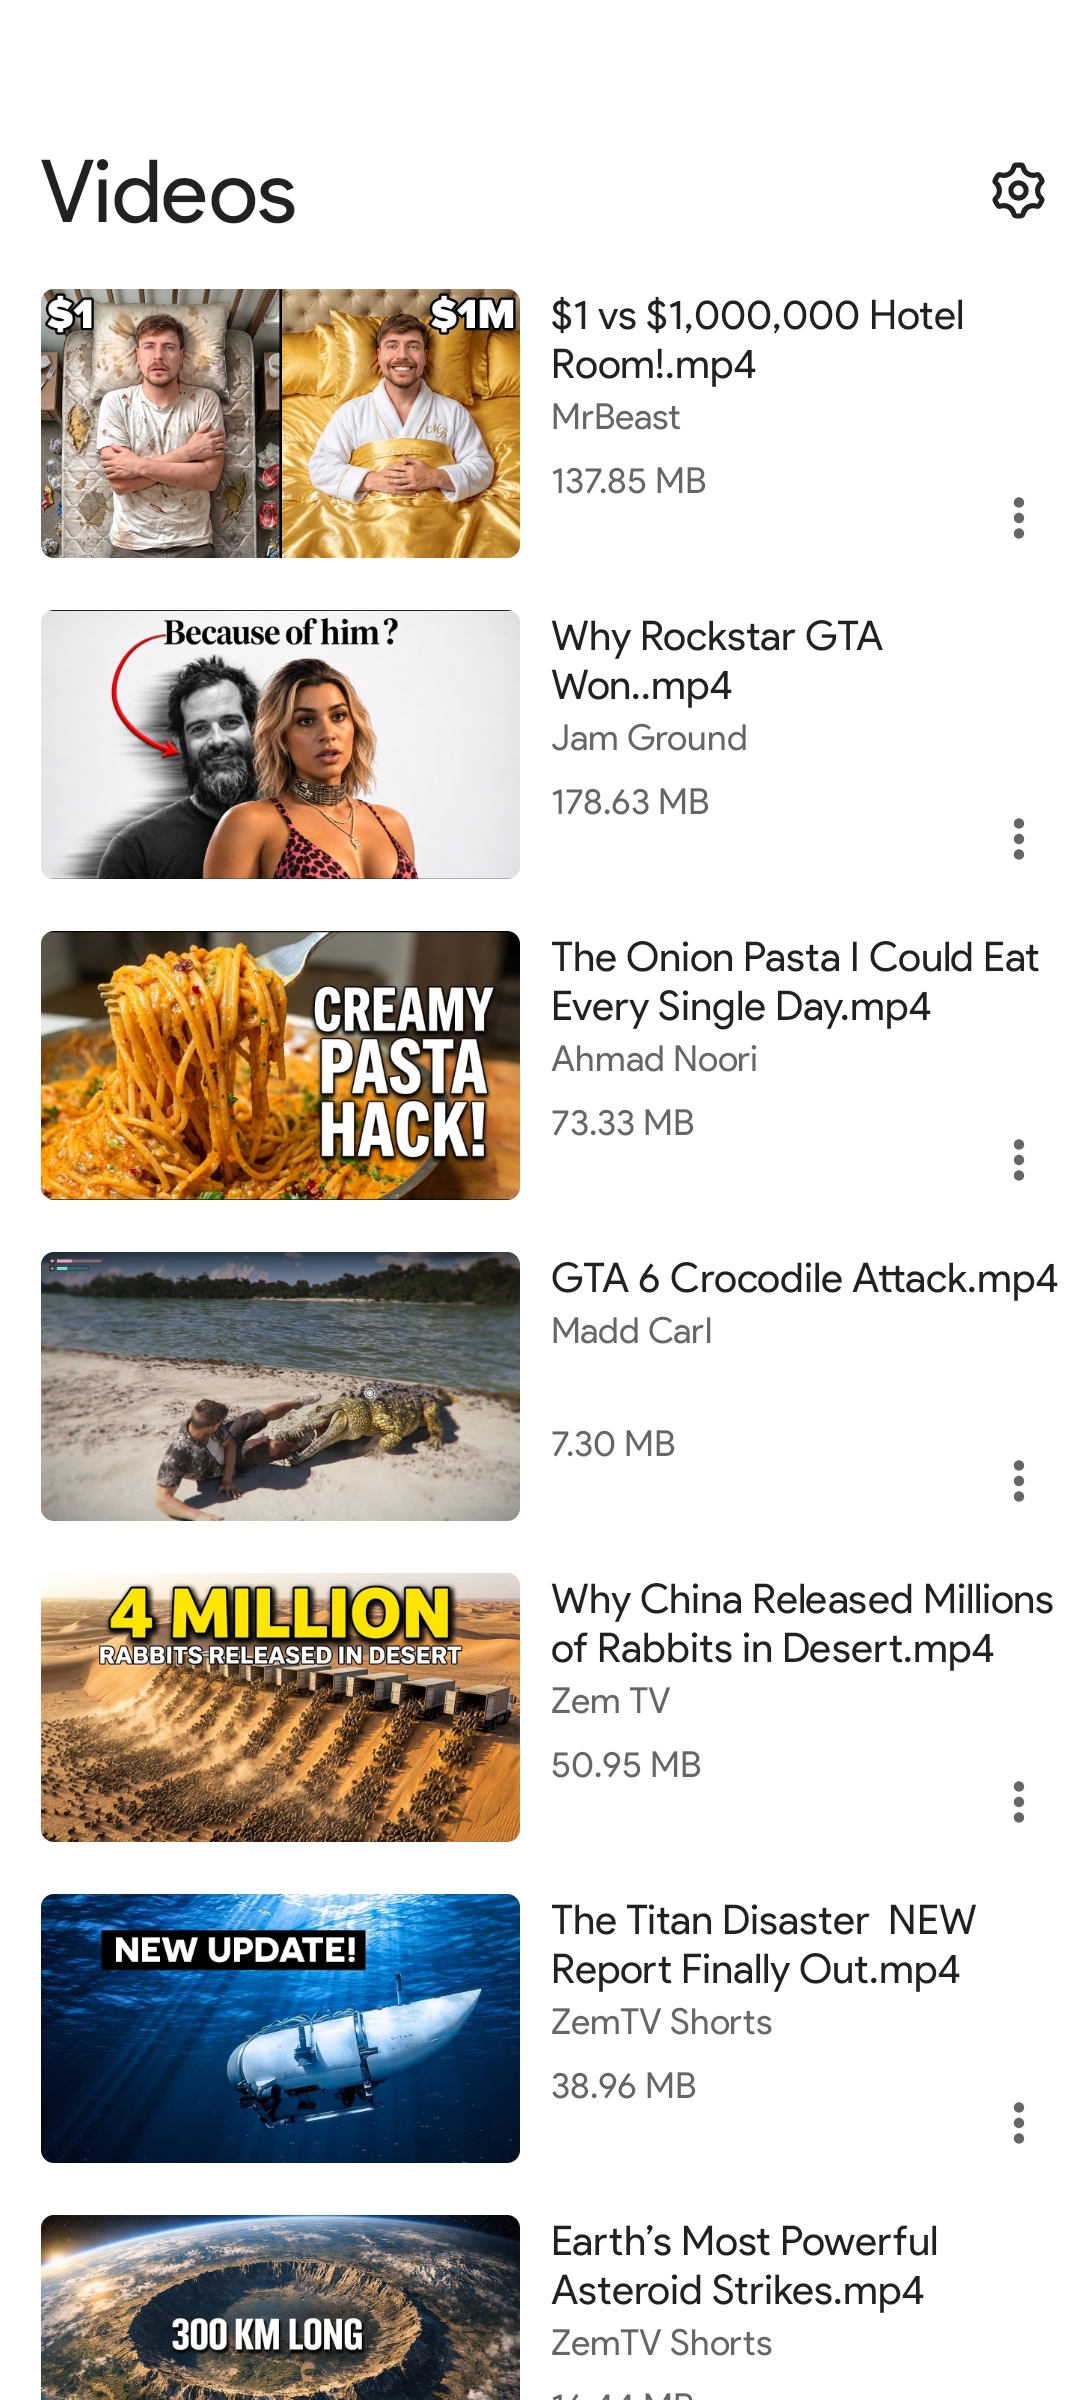 Videos
$1
$1M
$1 vs $1,000,000 Hotel
Room!.mp4
MrBeast
137.85 MB
Because of him?
Why Rockstar GTA
Won..mp4
Jam Ground
178.63 MB
CREAMY
PASTA
HACK!
The Onion Pasta I Could Eat
Every Single Day.mp4
Ahmad Noori
73.33 MB
GTA 6 Crocodile Attack.mp4
Madd Carl
7.30 MB
4 MILLION
RABBITS RELEASED IN DESERT
Why China Released Millions
of Rabbits in Desert.mp4
Zem TV
50.95 MB
NEW UPDATE!
TITAN
The Titan Disaster  NEW
Report Finally Out.mp4
ZemTV Shorts
38.96 MB
300 KM LONG
Earth’s Most Powerful
Asteroid Strikes.mp4
ZemTV Shorts